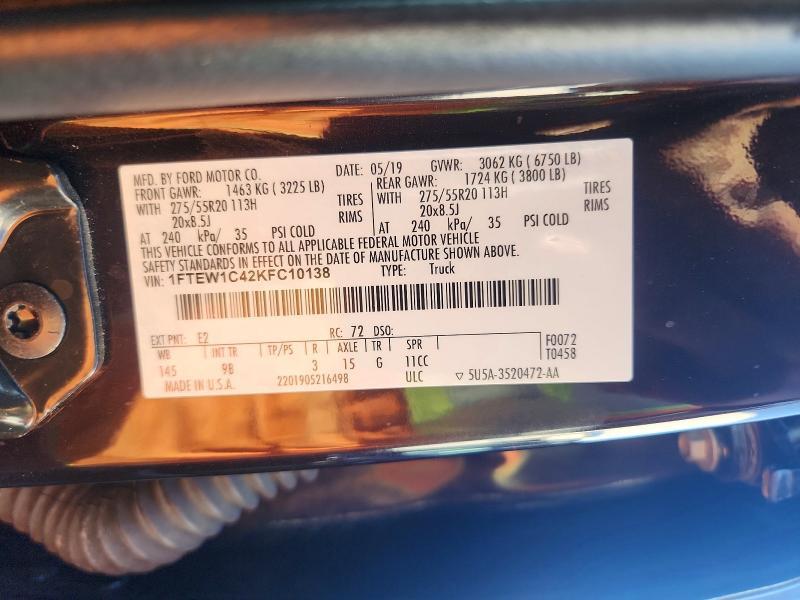 MFD. BY FORD MOTOR CO. DATE: 05/19 GVWR: 3062 KG ( 6750 LB)
FRONT GAWR: 1463 KG ( 3225 LB) REAR GAWR: 1724 KG ( 3800 LB)
WITH 275/55R20 113H TIRES WITH 275/55R20 113H TIRES
20x8.5J RIMS 20x8.5J RIMS
AT 240 kPa/ 35 PSI COLD AT 240 kPa/ 35 PSI COLD
THIS VEHICLE CONFORMS TO ALL APPLICABLE FEDERAL MOTOR VEHICLE
SAFETY STANDARDS IN EFFECT ON THE DATE OF MANUFACTURE SHOWN ABOVE.
VIN: 1FTEW1C42KFC10138 TYPE: Truck
EXT PNT: E2 RC: 72 DSO: F0072
WB INT TR TP/PS R AXLE TR SPR T0458
145 9B 3 15 G 11CC
MADE IN U.S.A. 2201905216498 ULC ▽ 5U5A-3520472-AA